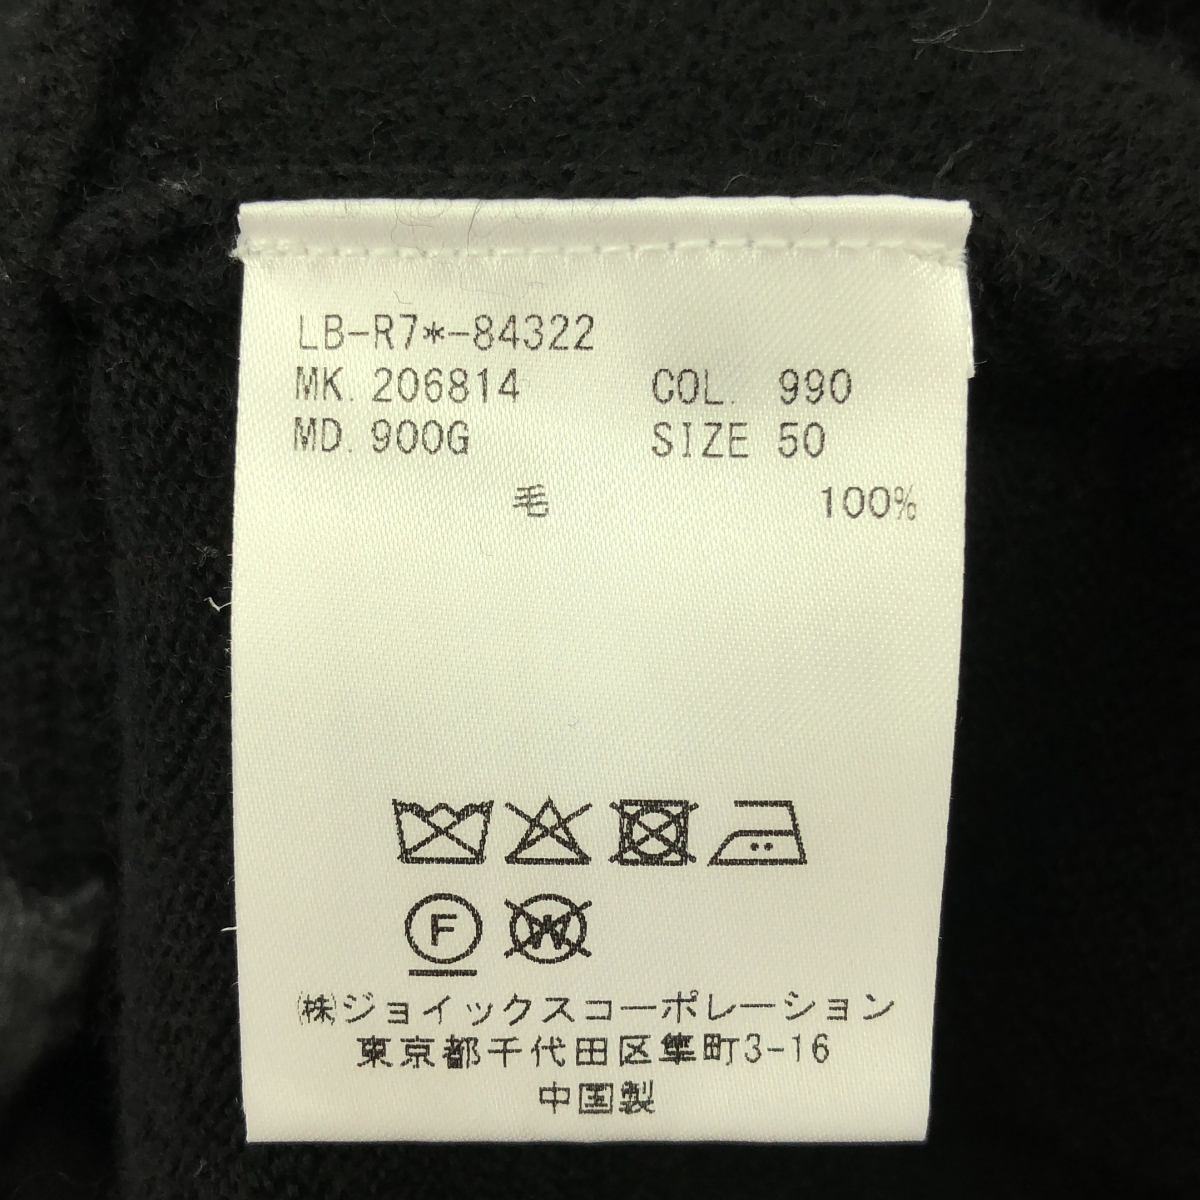 LB-R7*-84322
MK. 206814 COL. 990
MD. 900G SIZE 50
毛 100%
F W
㈱ジョイックスコーポレーション
東京都千代田区隼町3-16
中国製